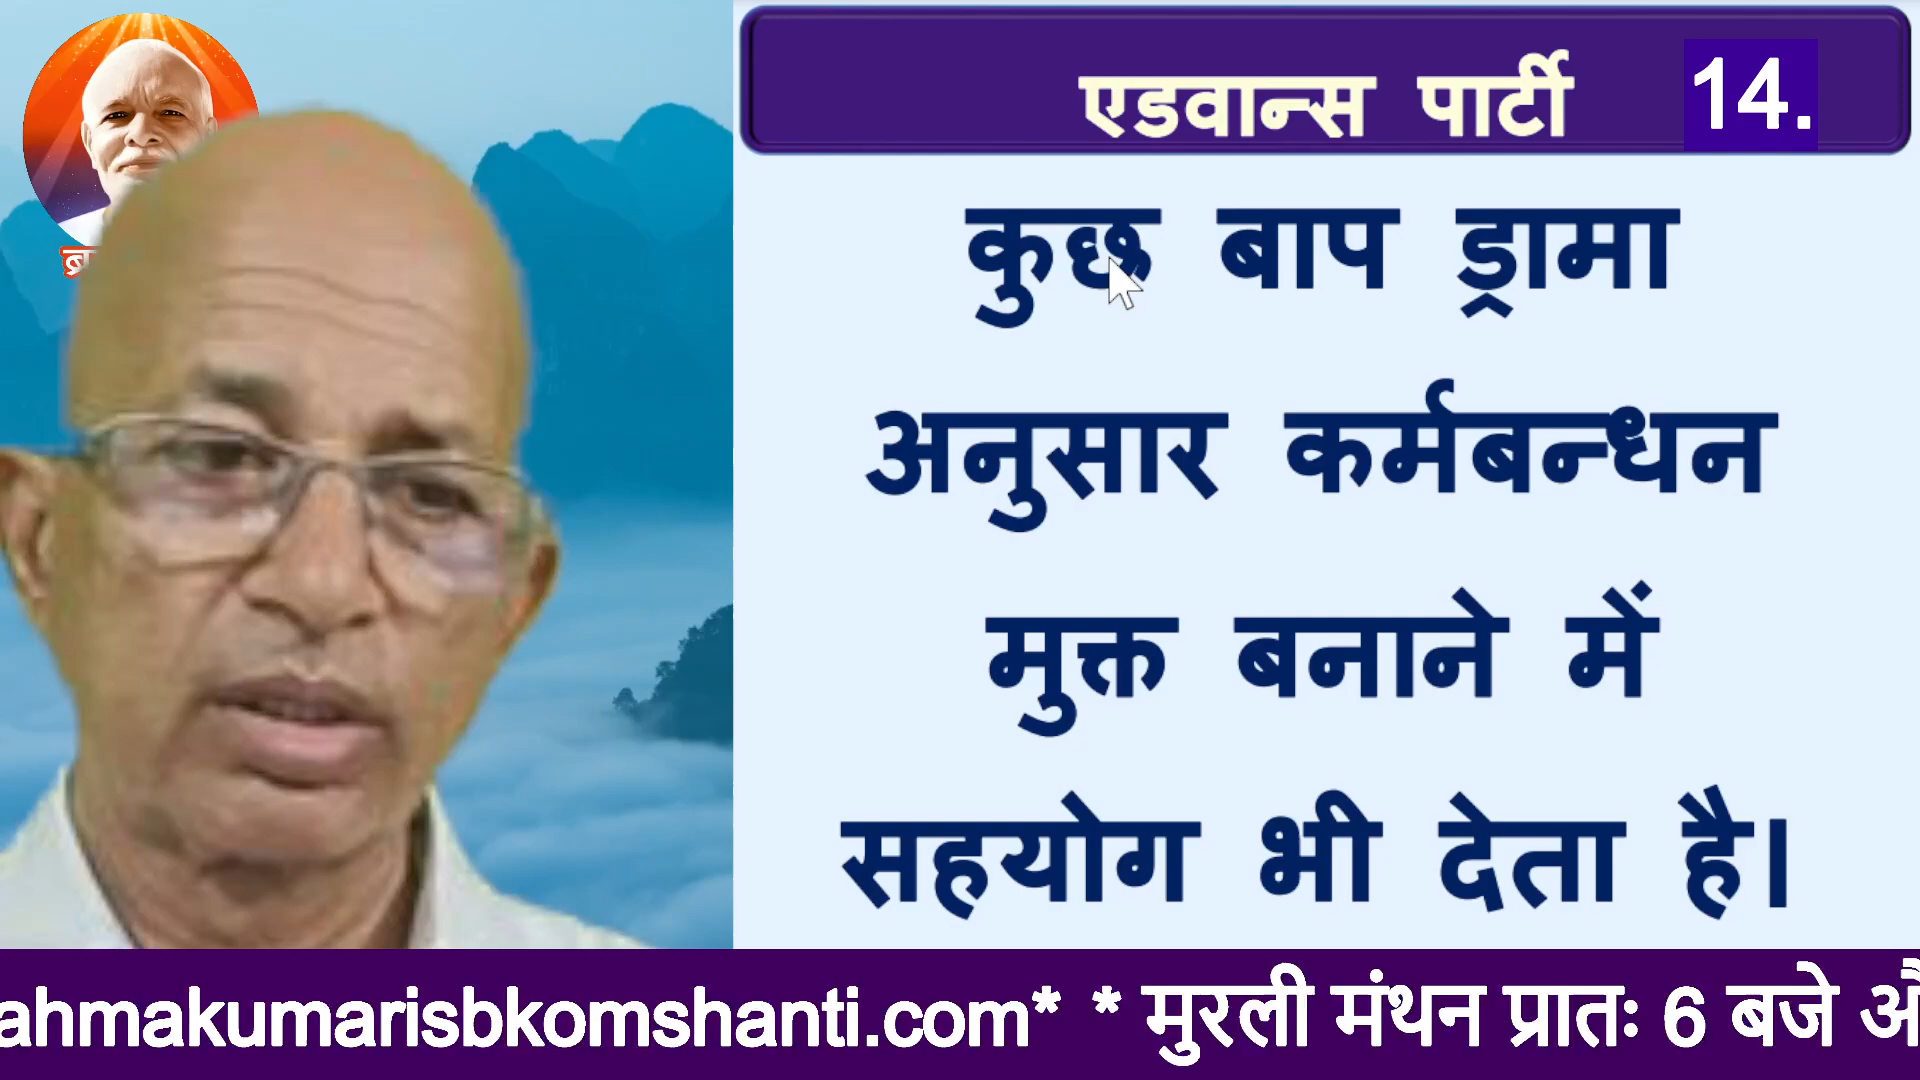 एडवान्स पार्टी 14.
कुछ बाप ड्रामा
अनुसार कर्मबन्धन
मुक्त बनाने में
सहयोग भी देता है।
ahmakumarisbkomshanti.com* * मुरली मंथन प्रातः 6 बजे